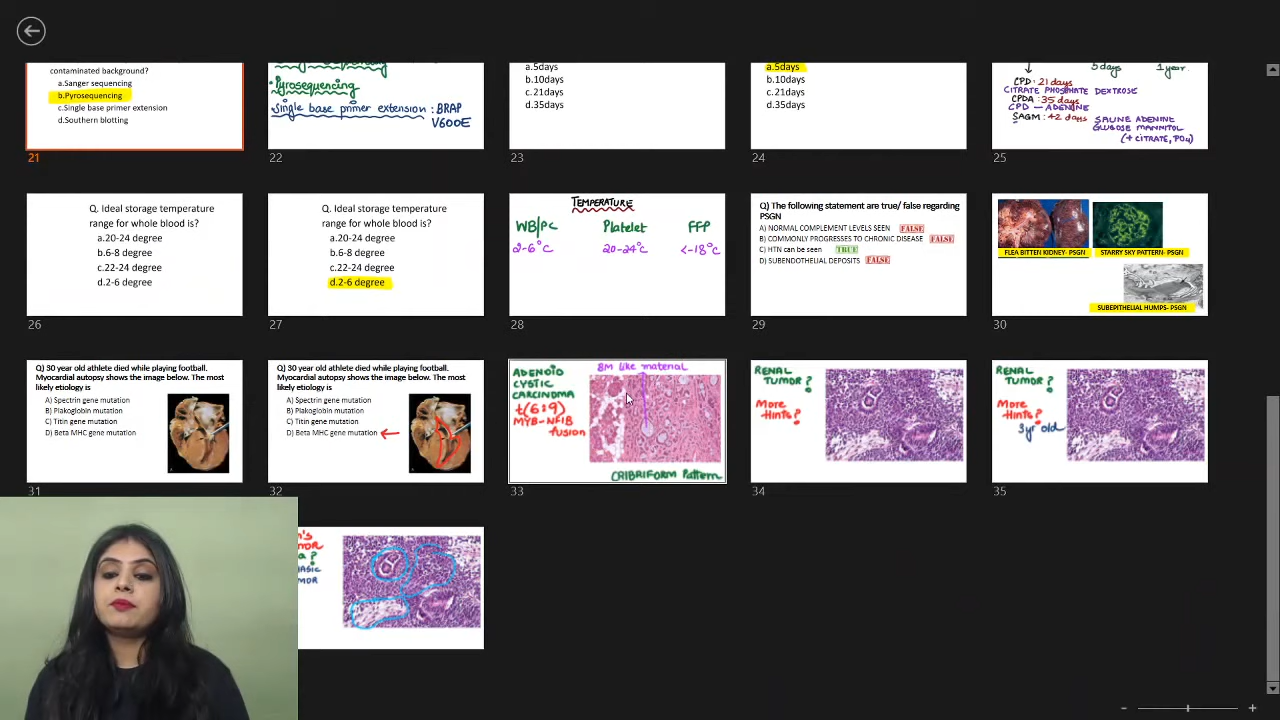 contaminated background?
a.Sanger sequencing
b.Pyrosequencing
c.Single base primer extension
d.Southern blotting
21
•Pyrosequencing
Single base primer extension : BRAF
V600E
22
a.5days
b.10days
c.21days
d.35days
23
a.5days
b.10days
c.21days
d.35days
24
5 days 1 year.
CPD: 21 days
CITRATE PHOSPHATE DEXTROSE
CPDA: 35 days
CPD — ADENINE
SAGM: 42 days
SALINE ADENINE
GLUCOSE MANNITOL
(+ CITRATE, PO4)
25
Q. Ideal storage temperature
range for whole blood is?
a.20-24 degree
b.6-8 degree
c.22-24 degree
d.2-6 degree
26
Q. Ideal storage temperature
range for whole blood is?
a.20-24 degree
b.6-8 degree
c.22-24 degree
d.2-6 degree
27
TEMPERATURE
WB/PC Platelet FFP
2-6°C 20-24°C <-18°C
28
Q) The following statement are true/ false regarding
PSGN
A) NORMAL COMPLEMENT LEVELS SEEN FALSE
B) COMMONLY PROGRESSES TO CHRONIC DISEASE FALSE
C) HTN can be seen TRUE
D) SUBENDOTHELIAL DEPOSITS FALSE
29
FLEA BITTEN KIDNEY- PSGN
STARRY SKY PATTERN- PSGN
SUBEPITHELIAL HUMPS- PSGN
30
Q) 30 year old athlete died while playing football.
Myocardial autopsy shows the image below. The most
likely etiology is
A) Spectrin gene mutation
B) Plakoglobin mutation
C) Titin gene mutation
D) Beta MHC gene mutation
31
Q) 30 year old athlete died while playing football.
Myocardial autopsy shows the image below. The most
likely etiology is
A) Spectrin gene mutation
B) Plakoglobin mutation
C) Titin gene mutation
D) Beta MHC gene mutation
32
BM like material
ADENOID
CYSTIC
CARCINOMA
t(6:9)
MYB-NFIB
fusion
CRIBRIFORM Pattern
33
RENAL
TUMOR?
More
Hints?
34
RENAL
TUMOR?
More
Hints?
3yr old
35